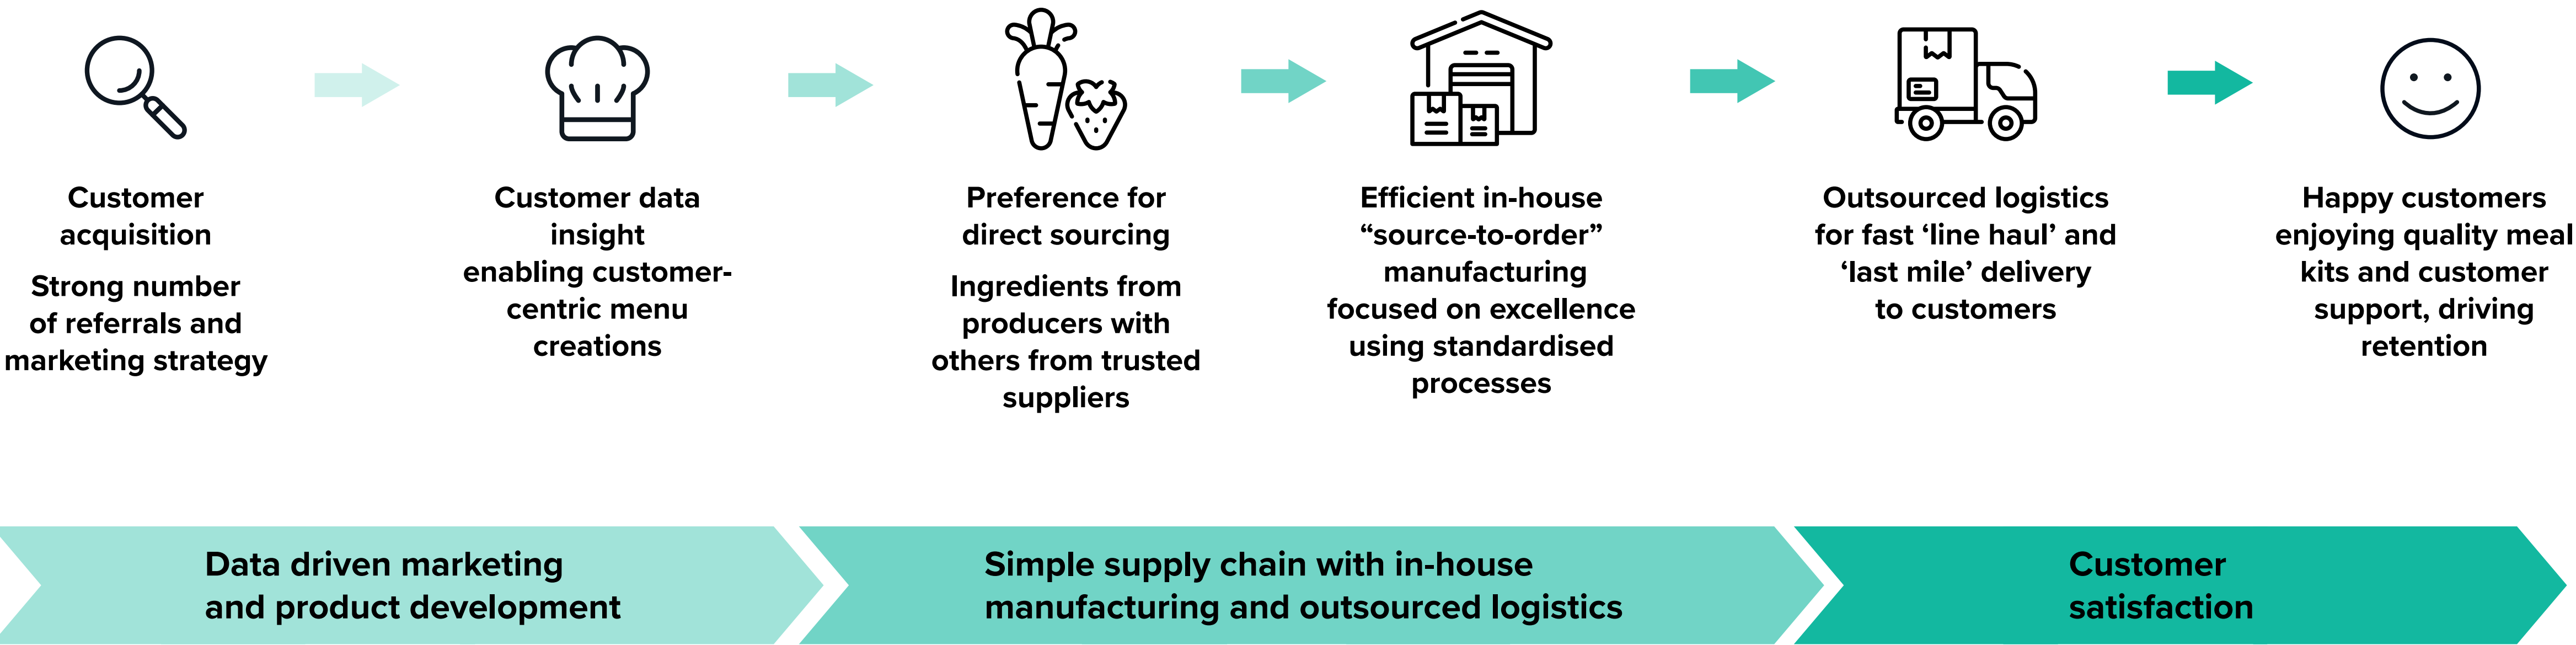 Customer
acquisition
Strong number
of referrals and
marketing strategy
Customer data
insight
enabling customer-
centric menu
creations
Preference for
direct sourcing
Ingredients from
producers with
others from trusted
suppliers
Efficient in-house
“source-to-order”
manufacturing
focused on excellence
using standardised
processes
Outsourced logistics
for fast ‘line haul’ and
‘last mile’ delivery
to customers
Happy customers
enjoying quality meal
kits and customer
support, driving
retention
Data driven marketing
and product development
Simple supply chain with in-house
manufacturing and outsourced logistics
Customer
satisfaction